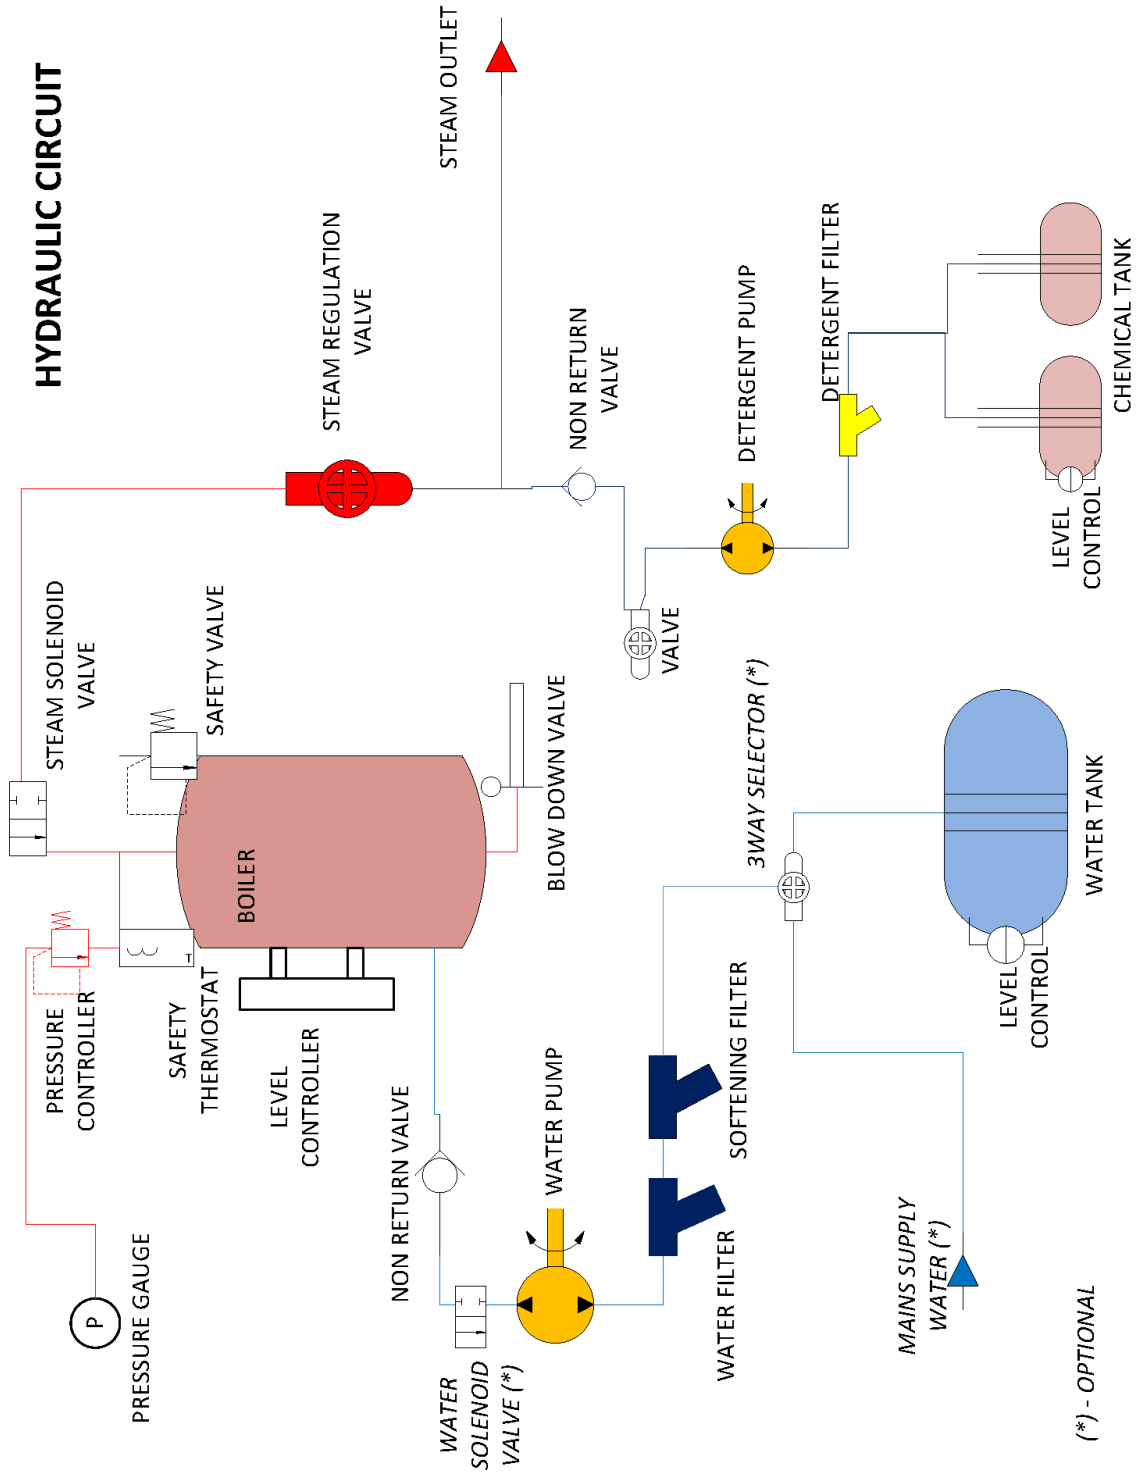 HYDRAULIC CIRCUIT
PRESSURE GAUGE
P
PRESSURE
CONTROLLER
SAFETY
THERMOSTAT
T
LEVEL
CONTROLLER
BOILER
STEAM SOLENOID
VALVE
SAFETY VALVE
STEAM REGULATION
VALVE
STEAM OUTLET
NON RETURN VALVE
WATER
SOLENOID
VALVE (*)
WATER PUMP
BLOW DOWN VALVE
NON RETURN
VALVE
VALVE
DETERGENT PUMP
DETERGENT FILTER
WATER FILTER
SOFTENING FILTER
3WAY SELECTOR (*)
MAINS SUPPLY
WATER (*)
LEVEL
CONTROL
WATER TANK
LEVEL
CONTROL
CHEMICAL TANK
(*) - OPTIONAL